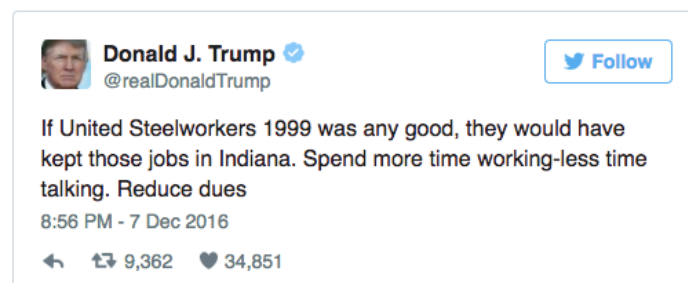 Donald J. Trump
Follow
@realDonaldTrump
If United Steelworkers 1999 was any good, they would have
kept those jobs in Indiana. Spend more time working-less time
talking. Reduce dues
8:56 PM - 7 Dec 2016
9,362 34,851